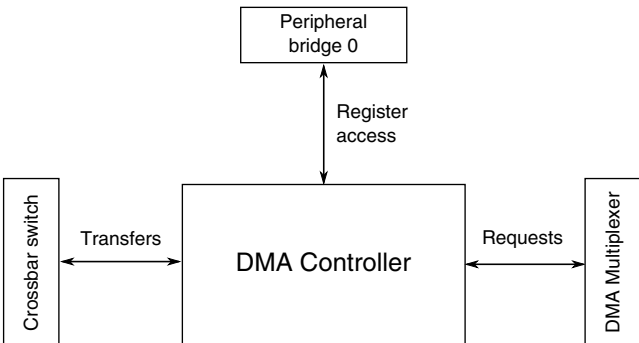 Peripheral
bridge 0
Register
access
Crossbar switch
Transfers
DMA Controller
Requests
DMA Multiplexer